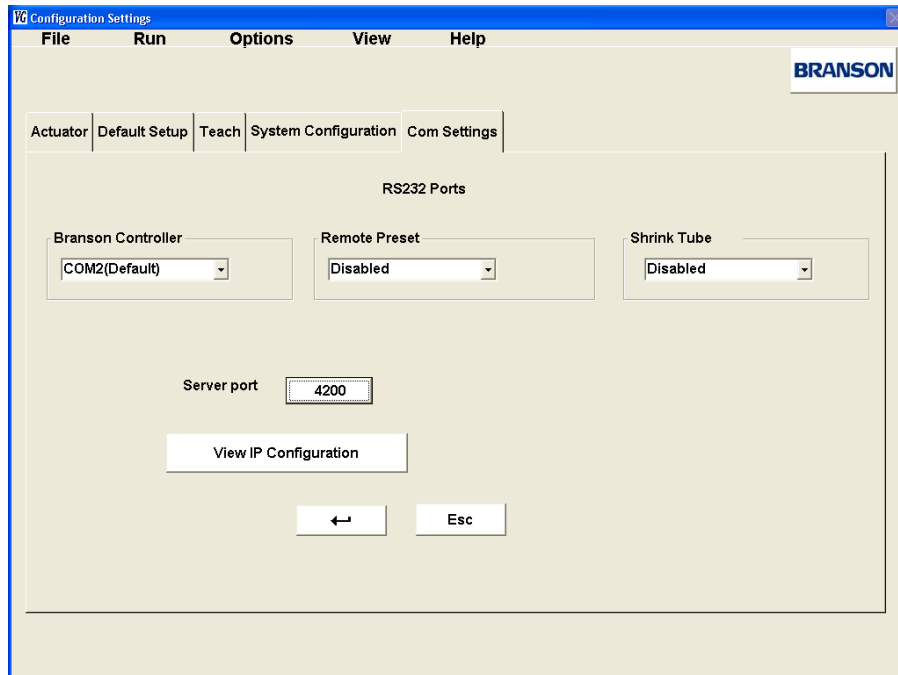 VG Configuration Settings
File Run Options View Help
BRANSON
Actuator Default Setup Teach System Configuration Com Settings
RS232 Ports
Branson Controller Remote Preset Shrink Tube
COM2(Default) Disabled Disabled
Server port 4200
View IP Configuration
Esc